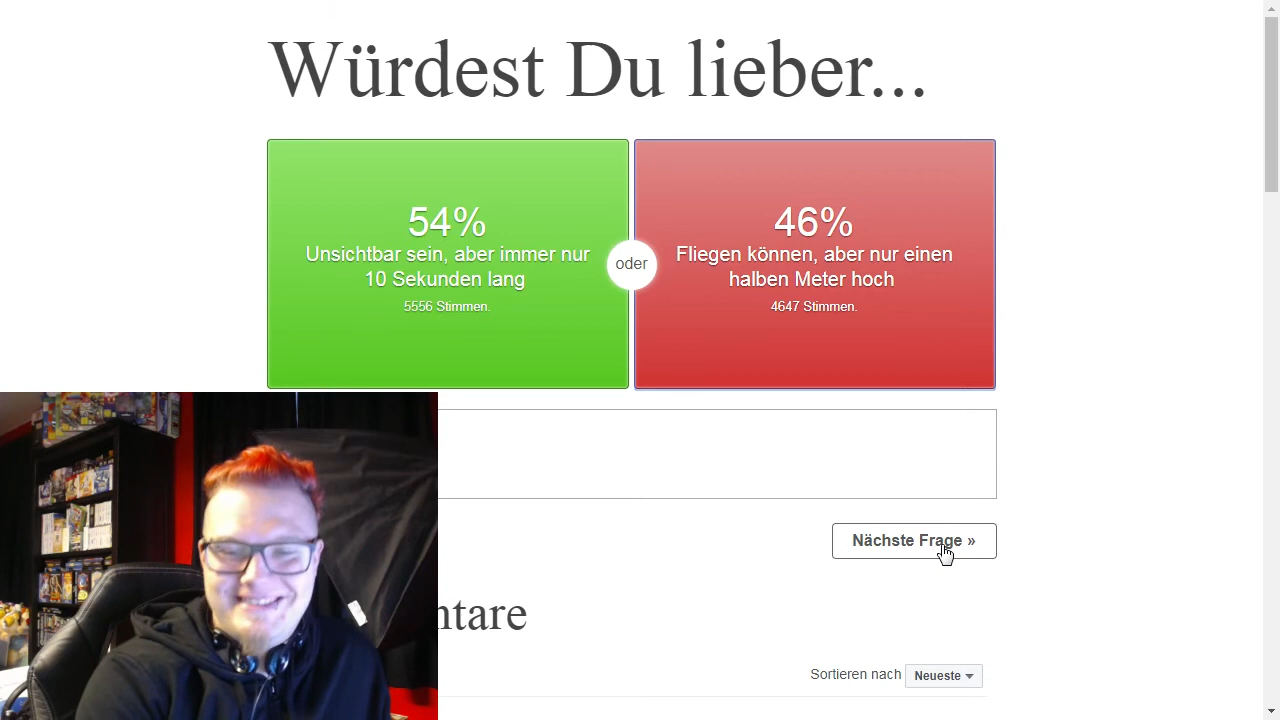 Würdest Du lieber...
54%
Unsichtbar sein, aber immer nur
10 Sekunden lang
5556 Stimmen.
oder
46%
Fliegen können, aber nur einen
halben Meter hoch
4647 Stimmen.
Nächste Frage »
ntare
Sortieren nach Neueste